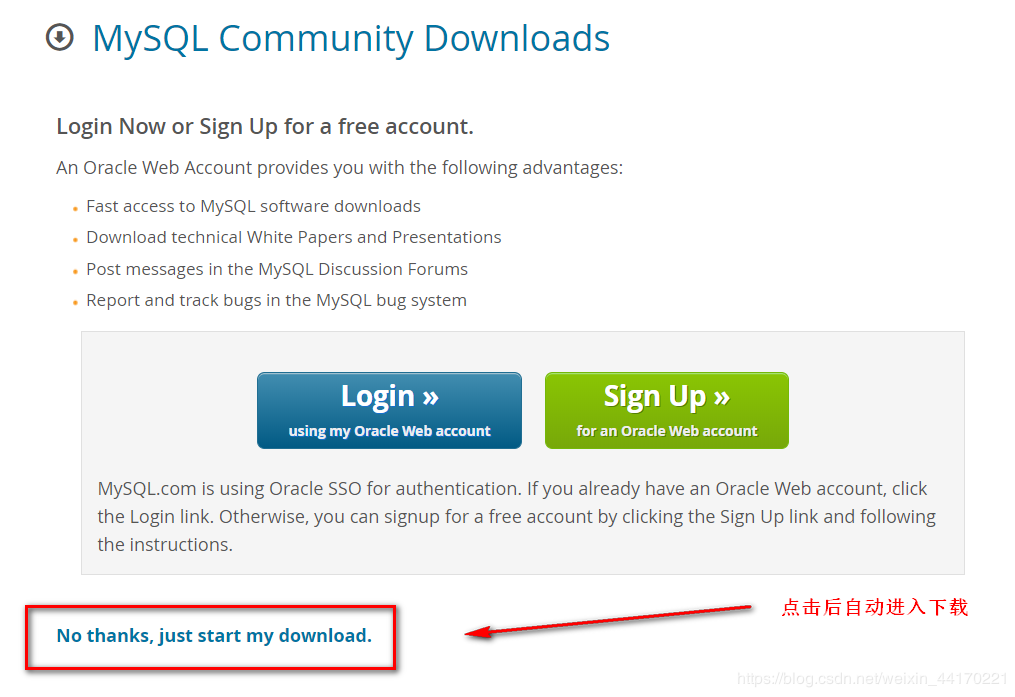 MySQL Community Downloads
Login Now or Sign Up for a free account.
An Oracle Web Account provides you with the following advantages:
Fast access to MySQL software downloads
Download technical White Papers and Presentations
Post messages in the MySQL Discussion Forums
Report and track bugs in the MySQL bug system
Login »
using my Oracle Web account
Sign Up »
for an Oracle Web account
MySQL.com is using Oracle SSO for authentication. If you already have an Oracle Web account, click
the Login link. Otherwise, you can signup for a free account by clicking the Sign Up link and following
the instructions.
点击后自动进入下载
No thanks, just start my download.
https://blog.csdn.net/weixin_44170221